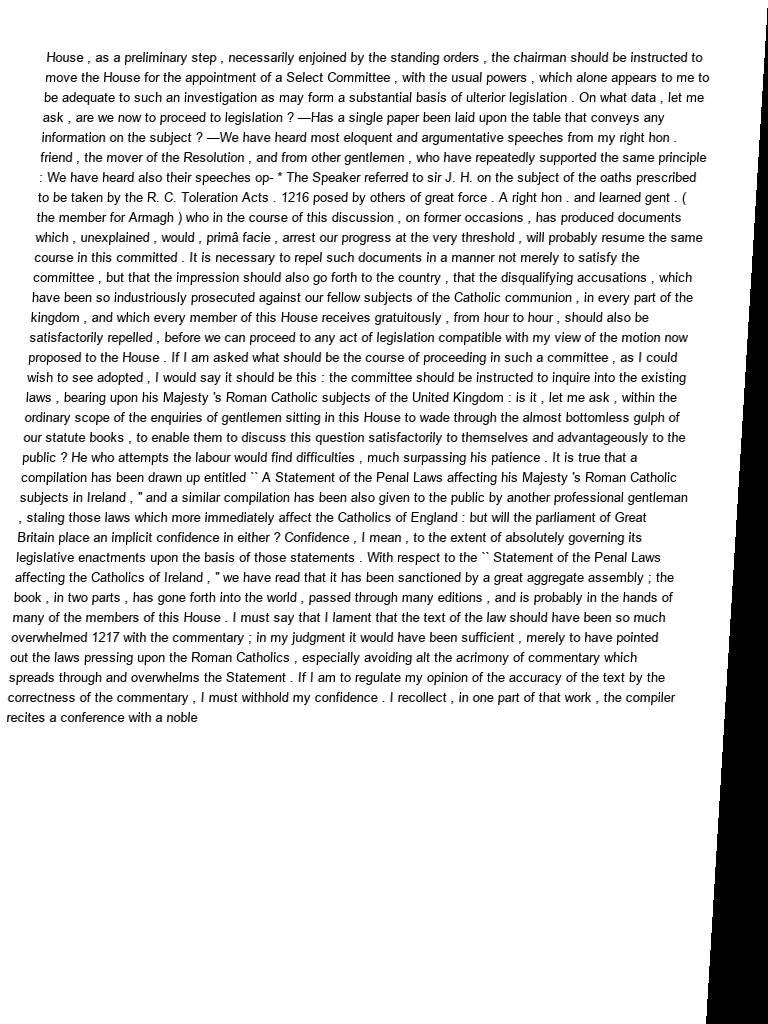 House , as a preliminary step , necessarily enjoined by the standing orders , the chairman should be instructed to
move the House for the appointment of a Select Committee , with the usual powers , which alone appears to me to
be adequate to such an investigation as may form a substantial basis of ulterior legislation . On what data , let me
ask , are we now to proceed to legislation ? —Has a single paper been laid upon the table that conveys any
information on the subject ? —We have heard most eloquent and argumentative speeches from my right hon .
friend , the mover of the Resolution , and from other gentlemen , who have repeatedly supported the same principle
: We have heard also their speeches op- * The Speaker referred to sir J. H. on the subject of the oaths prescribed
to be taken by the R. C. Toleration Acts . 1216 posed by others of great force . A right hon . and learned gent . (
the member for Armagh ) who in the course of this discussion , on former occasions , has produced documents
which , unexplained , would , primâ facie , arrest our progress at the very threshold , will probably resume the same
course in this committed . It is necessary to repel such documents in a manner not merely to satisfy the
committee , but that the impression should also go forth to the country , that the disqualifying accusations , which
have been so industriously prosecuted against our fellow subjects of the Catholic communion , in every part of the
kingdom , and which every member of this House receives gratuitously , from hour to hour , should also be
satisfactorily repelled , before we can proceed to any act of legislation compatible with my view of the motion now
proposed to the House . If I am asked what should be the course of proceeding in such a committee , as I could
wish to see adopted , I would say it should be this : the committee should be instructed to inquire into the existing
laws , bearing upon his Majesty 's Roman Catholic subjects of the United Kingdom : is it , let me ask , within the
ordinary scope of the enquiries of gentlemen sitting in this House to wade through the almost bottomless gulph of
our statute books , to enable them to discuss this question satisfactorily to themselves and advantageously to the
public ? He who attempts the labour would find difficulties , much surpassing his patience . It is true that a
compilation has been drawn up entitled `` A Statement of the Penal Laws affecting his Majesty 's Roman Catholic
subjects in Ireland , '' and a similar compilation has been also given to the public by another professional gentleman
, staling those laws which more immediately affect the Catholics of England : but will the parliament of Great
Britain place an implicit confidence in either ? Confidence , I mean , to the extent of absolutely governing its
legislative enactments upon the basis of those statements . With respect to the `` Statement of the Penal Laws
affecting the Catholics of Ireland , '' we have read that it has been sanctioned by a great aggregate assembly ; the
book , in two parts , has gone forth into the world , passed through many editions , and is probably in the hands of
many of the members of this House . I must say that I lament that the text of the law should have been so much
overwhelmed 1217 with the commentary ; in my judgment it would have been sufficient , merely to have pointed
out the laws pressing upon the Roman Catholics , especially avoiding alt the acrimony of commentary which
spreads through and overwhelms the Statement . If I am to regulate my opinion of the accuracy of the text by the
correctness of the commentary , I must withhold my confidence . I recollect , in one part of that work , the compiler
recites a conference with a noble